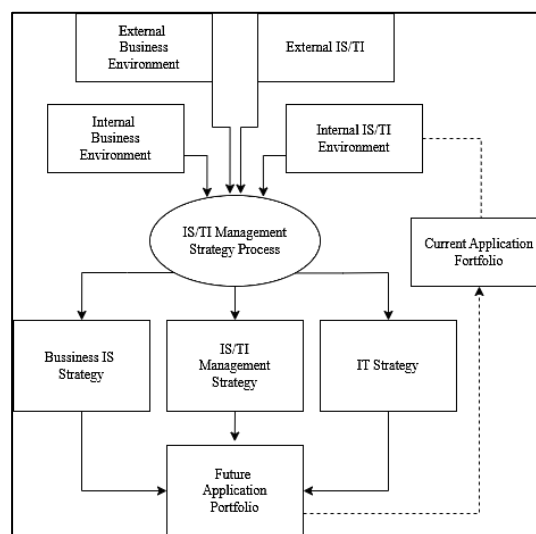 External
Business
Environment
External IS/TI
Internal
Business
Environment
Internal IS/TI
Environment
IS/TI Management
Strategy Process
Current Application
Portfolio
Bussiness IS
Strategy
IS/TI
Management
Strategy
IT Strategy
Future
Application
Portfolio